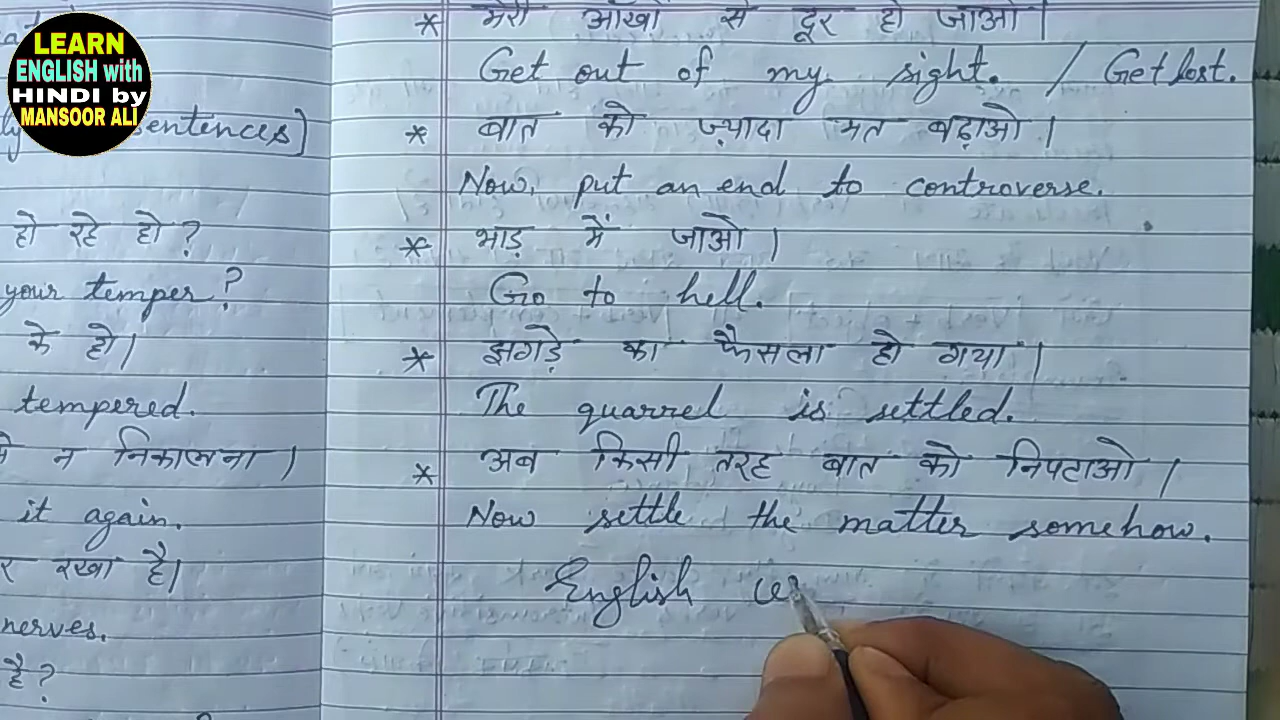 LEARN
ENGLISH with
HINDI by
MANSOOR ALI
sentences]
हो रहे हो?
your temper?
के हो।
tempered.
न निकालना।
it again.
रखा है।
nerves.
है?
* मेरी आँखों से दूर हो जाओ।
Get out of my sight. / Get lost.
* बात को ज़्यादा मत बढ़ाओ।
Now, put an end to controverse.
* भाड़ में जाओ।
Go to hell.
* झगड़े का फैसला हो गया।
The quarrel is settled.
* अब किसी तरह बात को निपटाओ।
Now settle the matter somehow.
English